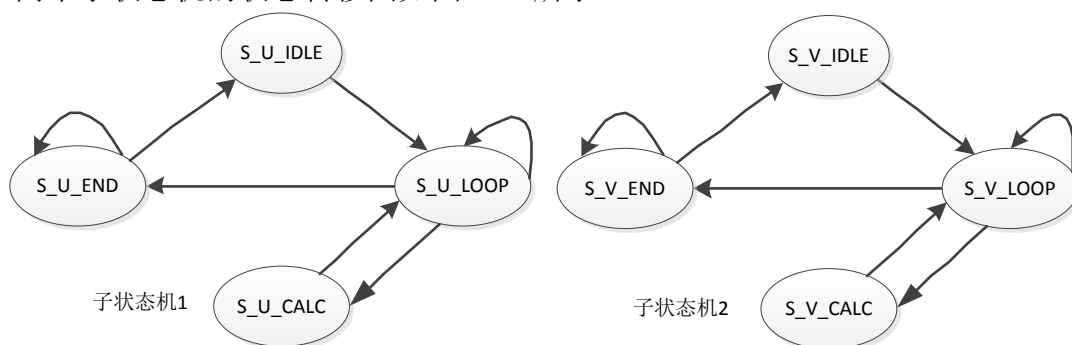 S_U_IDLE
S_V_IDLE
S_U_END
S_U_LOOP
S_V_END
S_V_LOOP
子状态机1
S_U_CALC
子状态机2
S_V_CALC